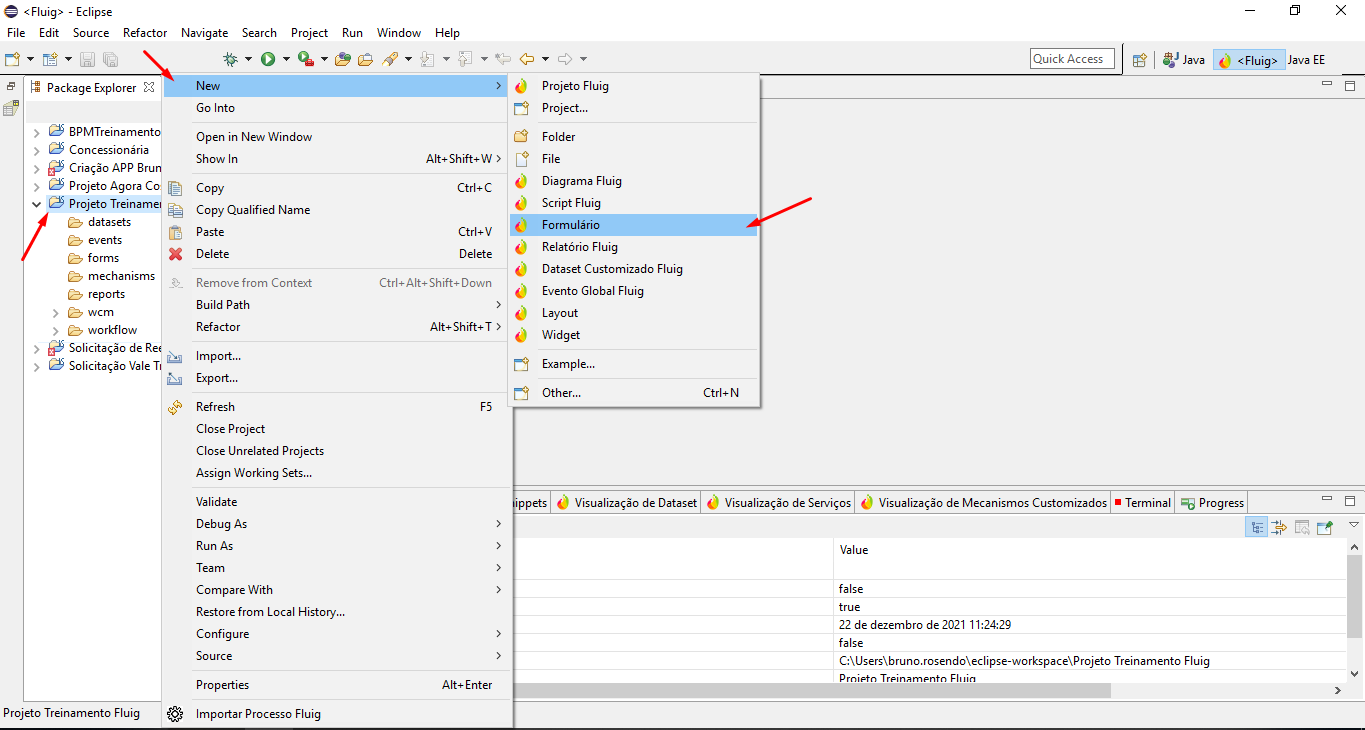 <Fluig> - Eclipse
File Edit Source Refactor Navigate Search Project Run Window Help
Quick Access
Java
<Fluig>
Java EE
Package Explorer
BPMTreinamento
Concessionária
Criação APP Brun
Projeto Agora Co
Projeto Treiname
datasets
events
forms
mechanisms
reports
wcm
workflow
Solicitação de Ree
Solicitação Vale Tr
New
Go Into
Open in New Window
Show In Alt+Shift+W
Copy Ctrl+C
Copy Qualified Name
Paste Ctrl+V
Delete Delete
Remove from Context Ctrl+Alt+Shift+Down
Build Path
Refactor Alt+Shift+T
Import...
Export...
Refresh F5
Close Project
Close Unrelated Projects
Assign Working Sets...
Validate
Debug As
Run As
Team
Compare With
Restore from Local History...
Configure
Source
Properties Alt+Enter
Importar Processo Fluig
Projeto Fluig
Project...
Folder
File
Diagrama Fluig
Script Fluig
Formulário
Relatório Fluig
Dataset Customizado Fluig
Evento Global Fluig
Layout
Widget
Example...
Other... Ctrl+N
ippets Visualização de Dataset Visualização de Serviços Visualização de Mecanismos Customizados Terminal Progress
Value
false
true
22 de dezembro de 2021 11:24:29
false
C:\Users\bruno.rosendo\eclipse-workspace\Projeto Treinamento Fluig
Projeto Treinamento Fluig
Projeto Treinamento Fluig